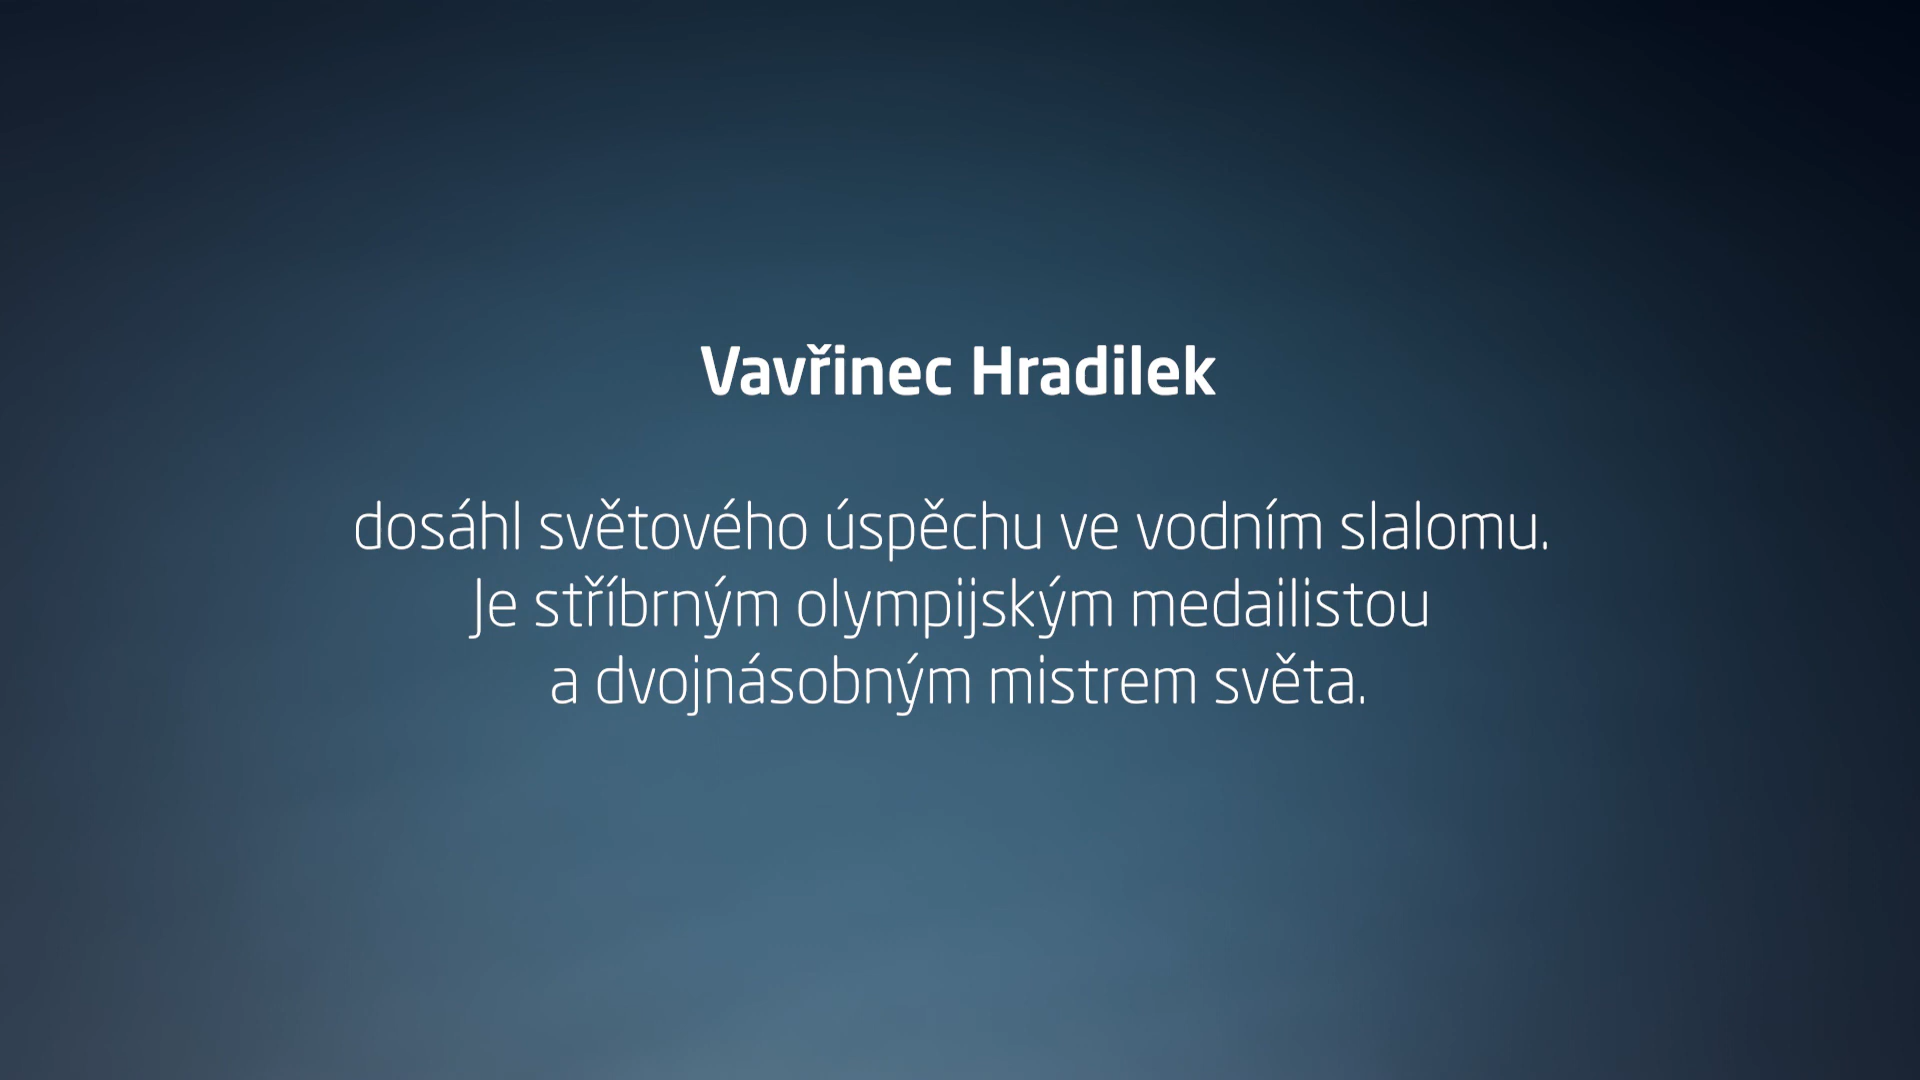 Vavřinec Hradilek
dosáhl světového úspěchu ve vodním slalomu.
Je stříbrným olympijským medailistou
a dvojnásobným mistrem světa.